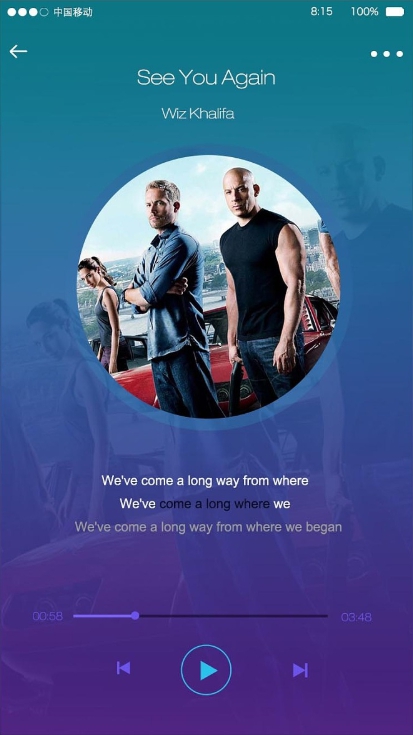 中国移动 8:15 100%
See You Again
Wiz Khalifa
We've come a long way from where
We've come a long where we
We've come a long way from where we began
00:58 03:48